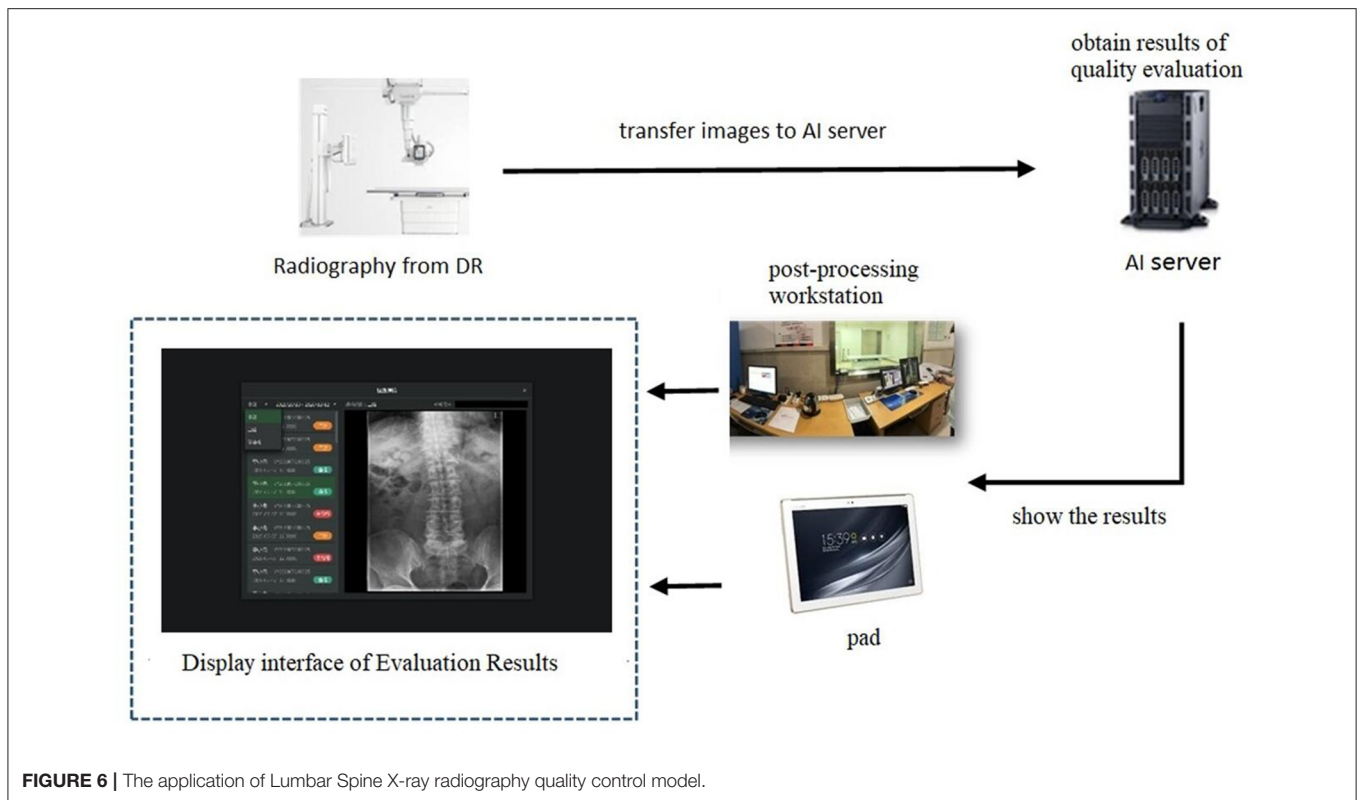 obtain results of
quality evaluation
transfer images to AI server
Radiography from DR
AI server
post-processing
workstation
15:39
show the results
pad
Display interface of Evaluation Results
FIGURE 6 | The application of Lumbar Spine X-ray radiography quality control model.